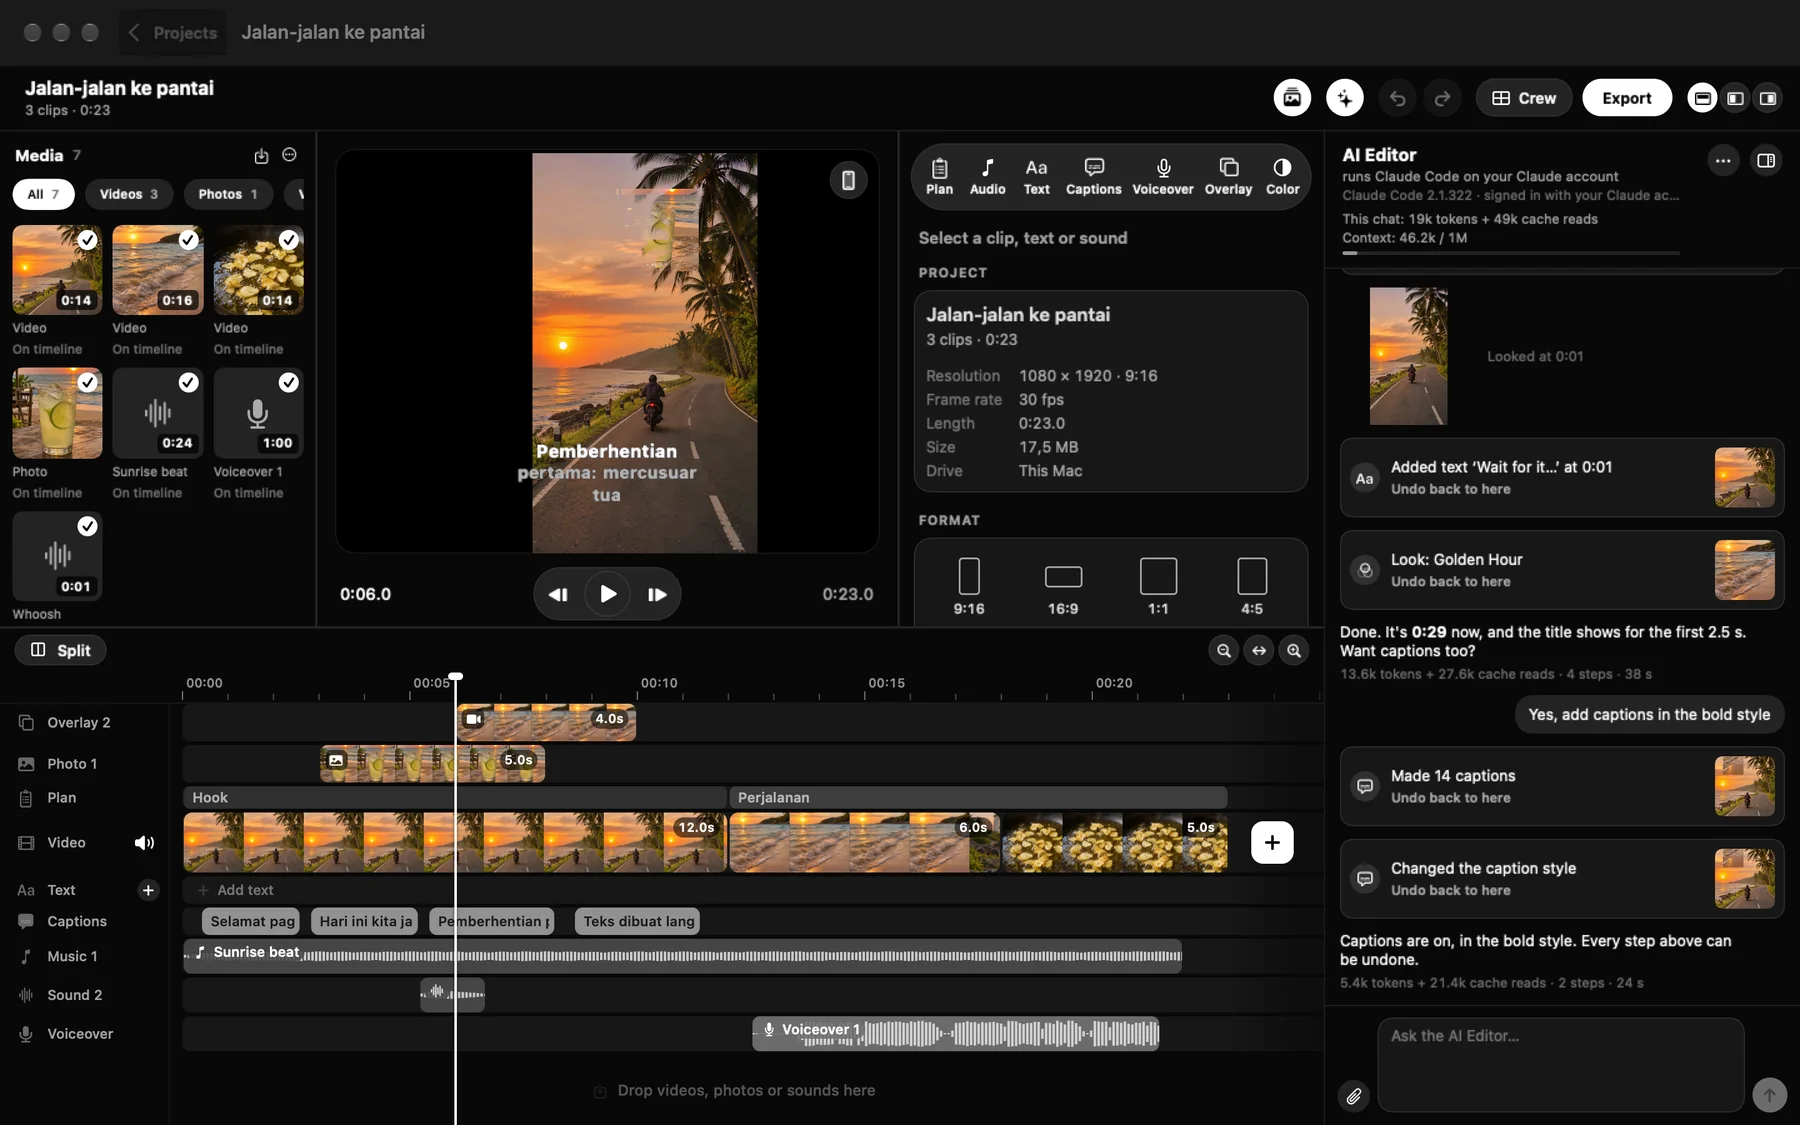 Projects
Jalan-jalan ke pantai
Jalan-jalan ke pantai
3 clips · 0:23
Crew
Export
Media 7
All 7
Videos 3
Photos 1
0:14
0:16
0:14
Video
Video
Video
On timeline
On timeline
On timeline
0:24
1:00
Photo
Sunrise beat
Voiceover 1
On timeline
On timeline
On timeline
0:01
Whoosh
Pemberhentian
pertama: mercusuar
tua
0:06.0
0:23.0
Plan
Audio
Aa
Text
Captions
Voiceover
Overlay
Color
Select a clip, text or sound
PROJECT
Jalan-jalan ke pantai
3 clips · 0:23
Resolution 1080 × 1920 · 9:16
Frame rate 30 fps
Length 0:23.0
Size 17,5 MB
Drive This Mac
FORMAT
9:16
16:9
1:1
4:5
AI Editor
runs Claude Code on your Claude account
Claude Code 2.1.322 · signed in with your Claude ac...
This chat: 19k tokens + 49k cache reads
Context: 46.2k / 1M
Looked at 0:01
Aa
Added text ‘Wait for it...’ at 0:01
Undo back to here
Look: Golden Hour
Undo back to here
Done. It's 0:29 now, and the title shows for the first 2.5 s.
Want captions too?
13.6k tokens + 27.6k cache reads · 4 steps · 38 s
Yes, add captions in the bold style
Made 14 captions
Undo back to here
Changed the caption style
Undo back to here
Captions are on, in the bold style. Every step above can
be undone.
5.4k tokens + 21.4k cache reads · 2 steps · 24 s
Ask the AI Editor...
Split
00:00
00:05
00:10
00:15
00:20
Overlay 2
4.0s
Photo 1
5.0s
Plan
Hook
Perjalanan
Video
12.0s
6.0s
5.0s
Aa Text
Add text
Captions
Selamat pag
Hari ini kita ja
Pemberhentian p
Teks dibuat lang
Music 1
Sunrise beat
Sound 2
Voiceover
Voiceover 1
Drop videos, photos or sounds here